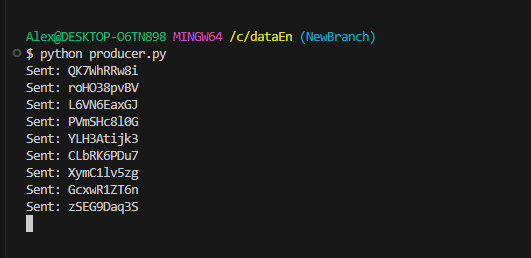 Alex@DESKTOP-O6TN898 MINGW64 /c/dataEn (NewBranch)
$ python producer.py
Sent: QK7WhRRw8i
Sent: roHO38pvBV
Sent: L6VN6EaxGJ
Sent: PVmSHc8l0G
Sent: YLH3Atijk3
Sent: CLbRK6PDu7
Sent: XymC1lv5zg
Sent: GcxwR1ZT6n
Sent: zSEG9Daq3S